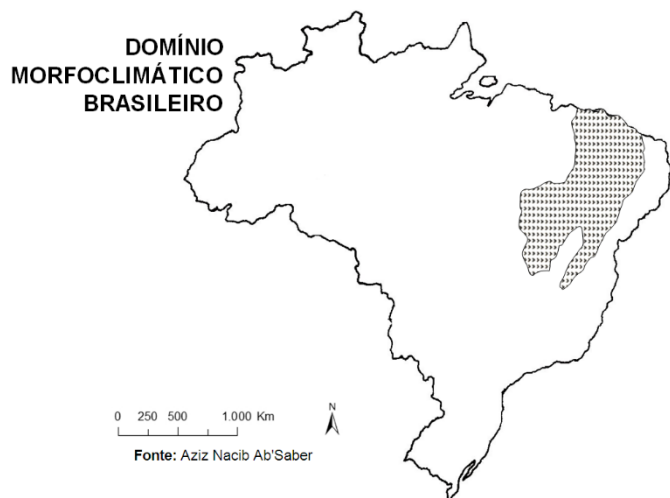 DOMÍNIO
MORFOCLIMÁTICO
BRASILEIRO
0 250 500 1.000 Km
N
Fonte: Aziz Nacib Ab'Saber